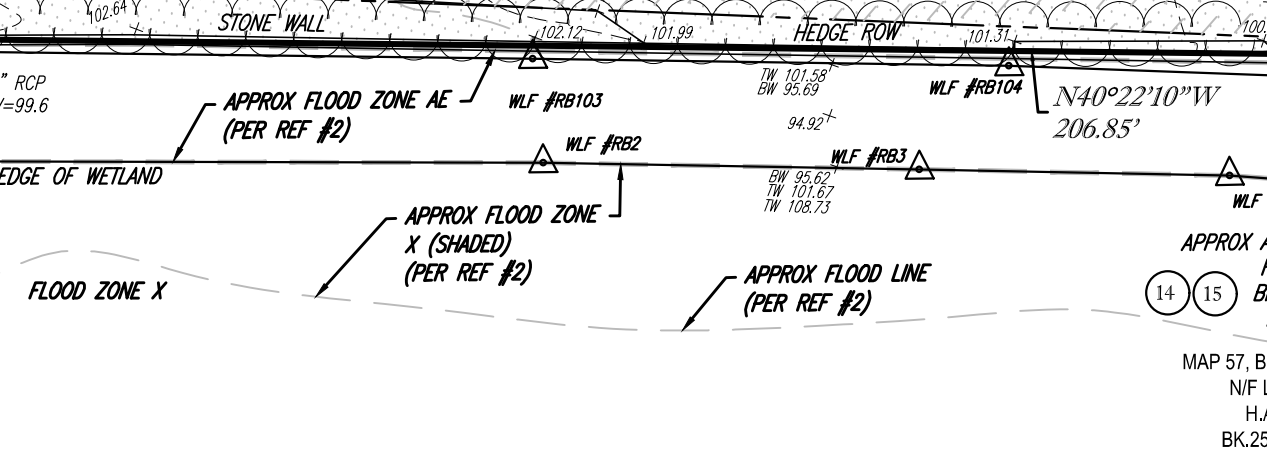 102.64
STONE WALL
102.12
101.99
HEDGE ROW
101.31
100.
" RCP
/=99.6
APPROX FLOOD ZONE AE
(PER REF #2)
WLF #RB103
TW 101.58
BW 95.69
WLF #RB104
N40°22'10"W
206.85'
94.92
WLF #RB2
WLF #RB3
EDGE OF WETLAND
BW 95.62
TW 101.67
TW 108.73
WLF
APPROX FLOOD ZONE
X (SHADED)
(PER REF #2)
APPROX A
FLOOD ZONE X
APPROX FLOOD LINE
(PER REF #2)
14 15
MAP 57, B
N/F L
H.A
BK.25